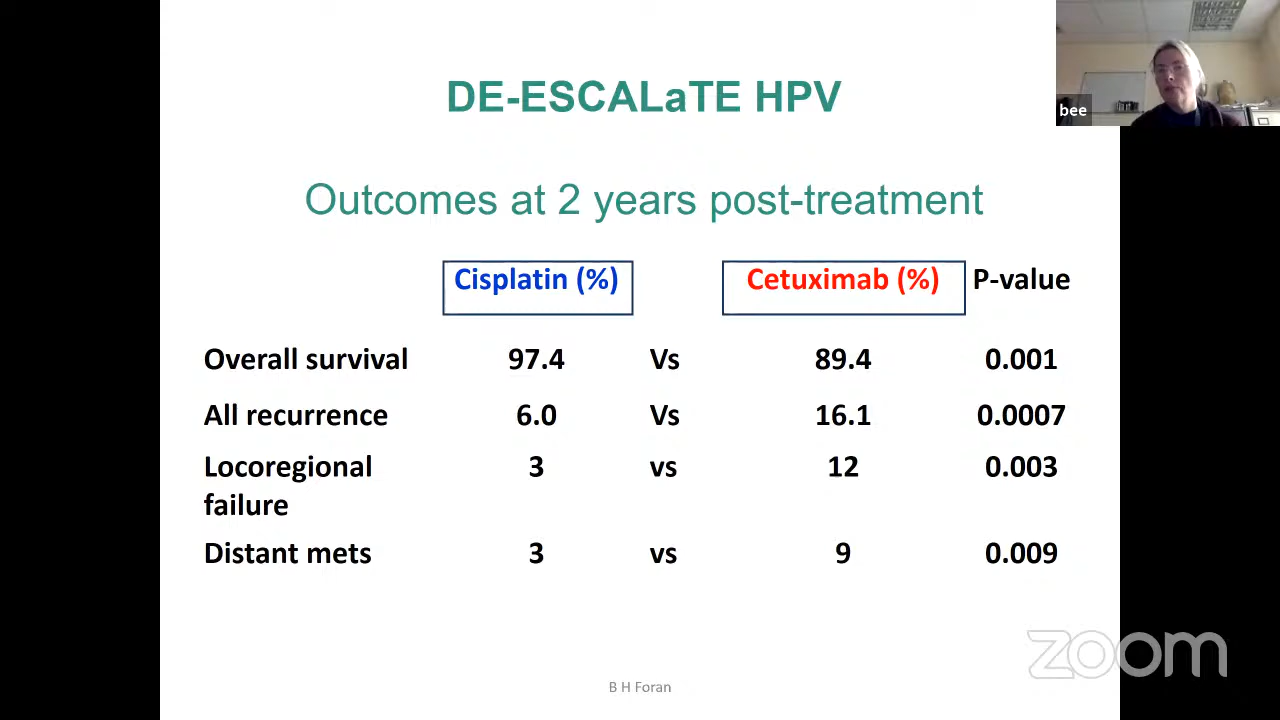 bee
DE-ESCALaTE HPV
Outcomes at 2 years post-treatment
Cisplatin (%) Cetuximab (%) P-value
Overall survival 97.4 Vs 89.4 0.001
All recurrence 6.0 Vs 16.1 0.0007
Locoregional 3 vs 12 0.003
failure
Distant mets 3 vs 9 0.009
zoom
B H Foran